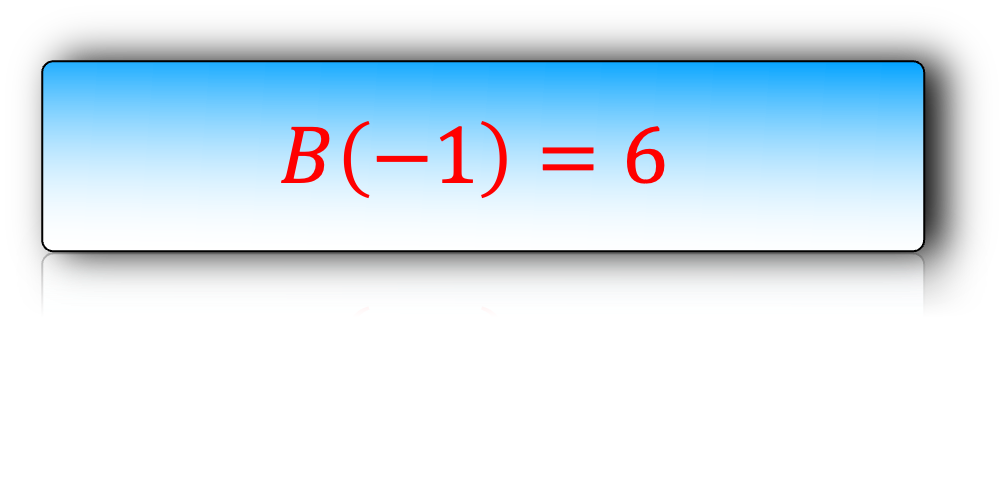 B(−1) = 6